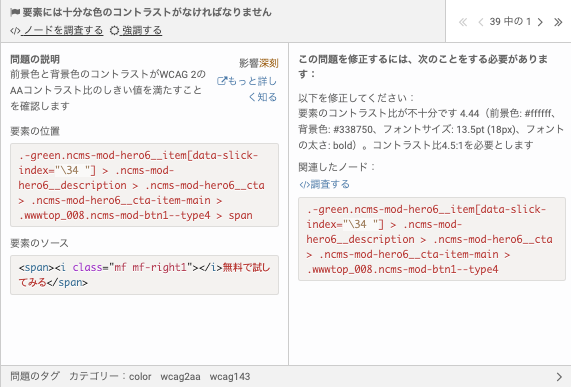 要素には十分な色のコントラストがなければなりません
</> ノードを調査する 強調する
39 中の 1
問題の説明
影響深刻
前景色と背景色のコントラストがWCAG 2の
AAコントラスト比のしきい値を満たすこと
を確認します
もっと詳し
く知る
要素の位置
.-green.ncms-mod-hero6__item[data-slick-
index="\34 "] > .ncms-mod-
hero6__description > .ncms-mod-hero6__cta
> .ncms-mod-hero6__cta-item-main >
.wwwtop_008.ncms-mod-btn1--type4 > span
要素のソース
<span><i class="mf mf-right1"></i>無料で試し
てみる</span>
この問題を修正するには、次のことをする必要がありま
す：
以下を修正してください：
要素のコントラスト比が不十分です 4.44（前景色: #ffffff、
背景色: #338750、フォントサイズ: 13.5pt (18px)、フォント
の太さ: bold）。コントラスト比4.5:1を必要とします
関連したノード：
</>調査する
.-green.ncms-mod-hero6__item[data-slick-
index="\34 "] > .ncms-mod-
hero6__description > .ncms-mod-hero6__cta
> .ncms-mod-hero6__cta-item-main >
.wwwtop_008.ncms-mod-btn1--type4
問題のタグ カテゴリー：color wcag2aa wcag143